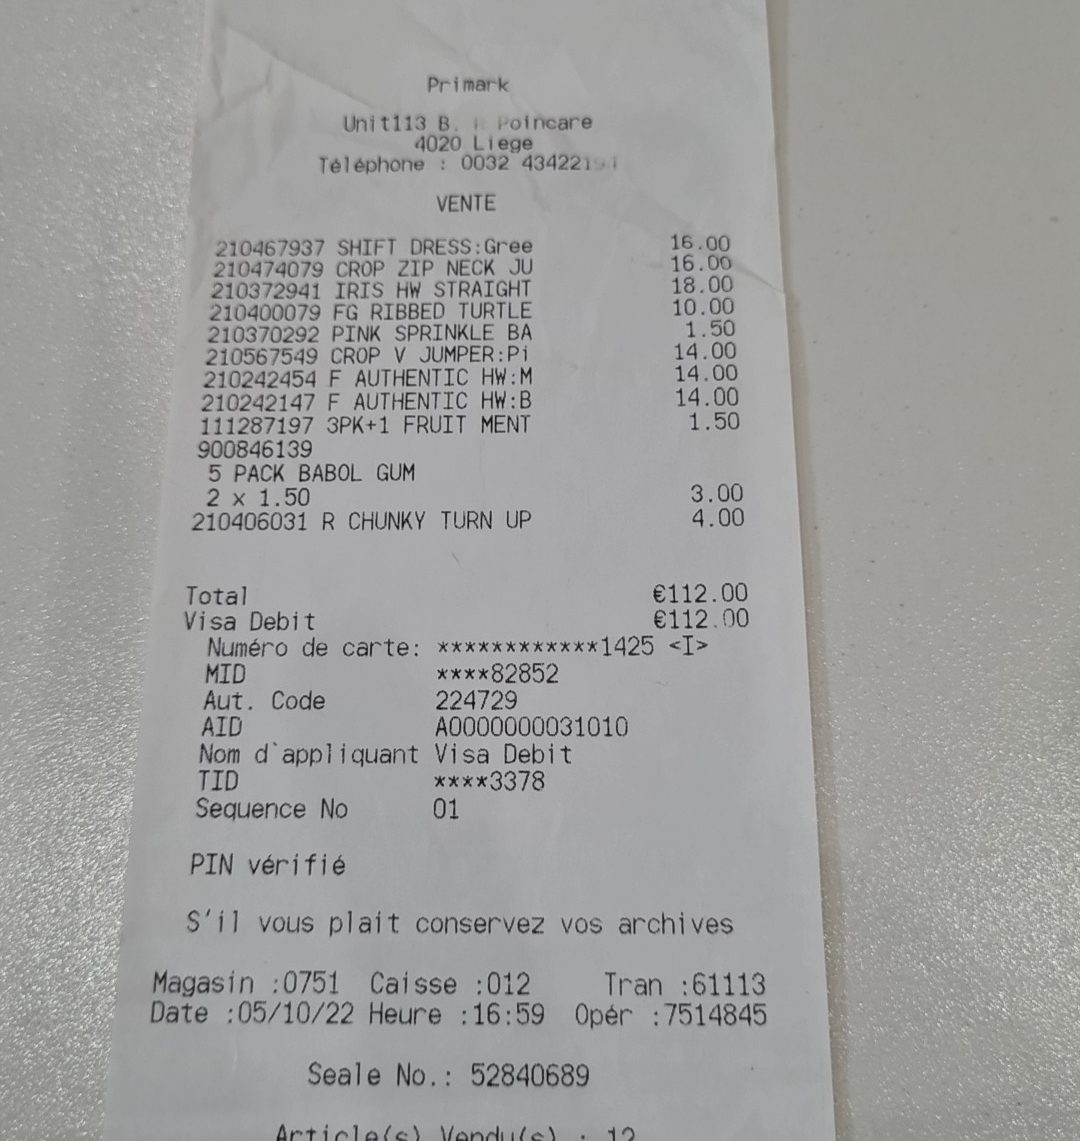 Primark
Unit113 B. Poincare
4020 Liege
Téléphone : 0032
VENTE
210467937 SHIFT DRESS:Gree 16.00
210474079 CROP ZIP NECK JU 16.00
210372941 IRIS HW STRAIGHT 18.00
210400079 FG RIBBED TURTLE 10.00
210370292 PINK SPRINKLE BA 1.50
210567549 CROP V JUMPER:Pi 14.00
210242454 F AUTHENTIC HW:M 14.00
210242147 F AUTHENTIC HW:B 14.00
111287197 3PK+1 FRUIT MENT 1.50
900846139
5 PACK BABOL GUM
2 x 1.50 3.00
210406031 R CHUNKY TURN UP 4.00
Total €112.00
Visa Debit €112.00
Numéro de carte: ************1425 <I>
MID ****82852
Aut. Code 224729
AID A0000000031010
Nom d`appliquant Visa Debit
TID ****3378
Sequence No 01
PIN vérifié
S'il vous plait conservez vos archives
Magasin :0751 Caisse :012 Tran :61113
Date :05/10/22 Heure :16:59 Opér :7514845
Seale No.: 52840689
Article(s) Vendu(s) : 12